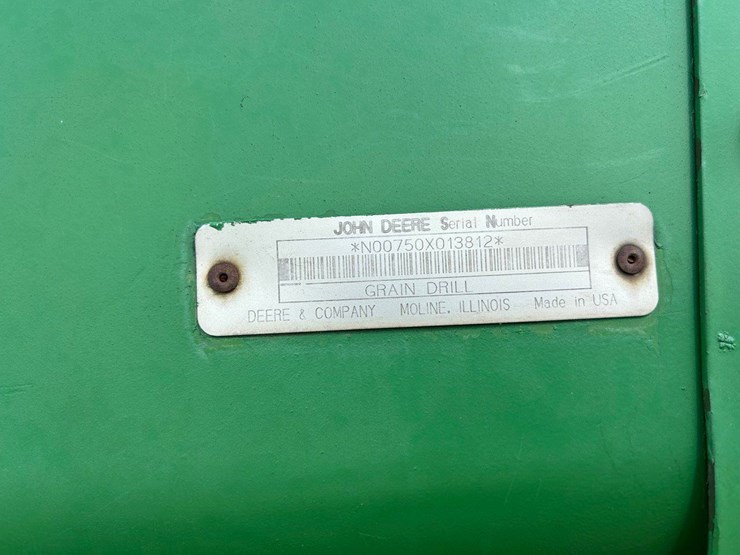 JOHN DEERE Serial Number
*N00750X013812*
GRAIN DRILL
DEERE & COMPANY MOLINE, ILLINOIS Made in USA